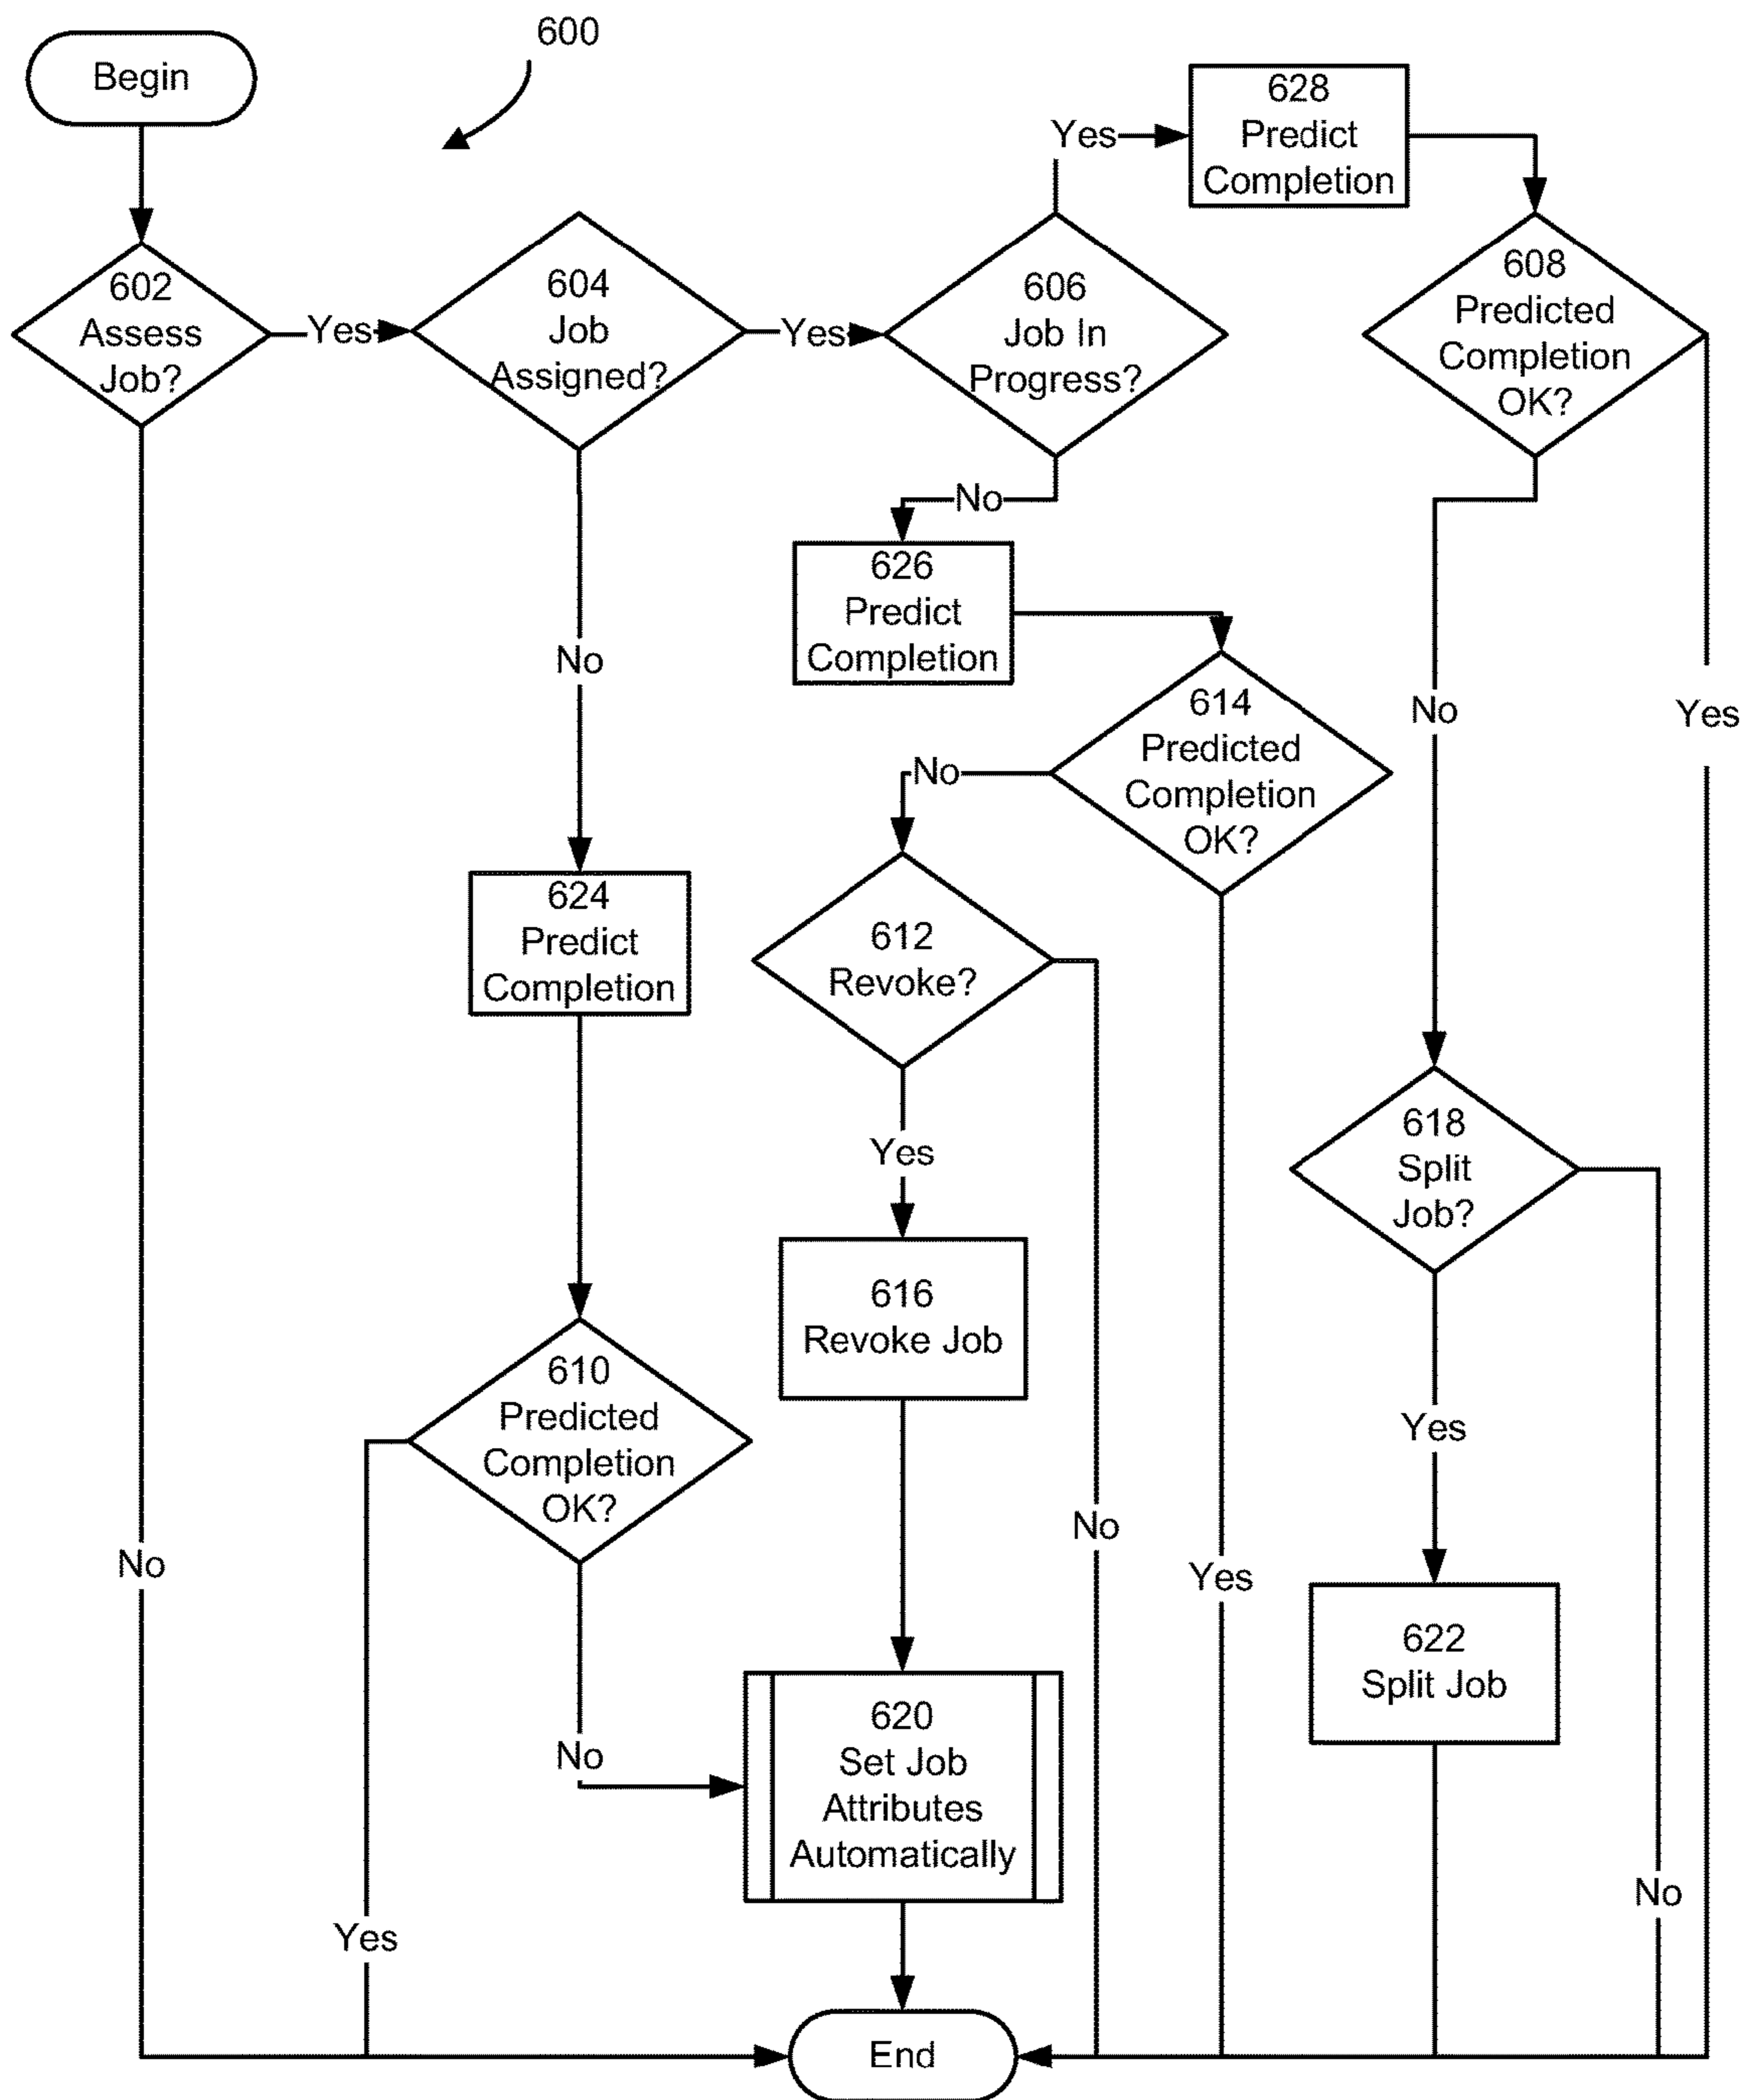 600
Begin
628
Predict
Completion
Yes
602
Assess
Job?
Yes
604
Job
Assigned?
Yes
606
Job In
Progress?
608
Predicted
Completion
OK?
No
626
Predict
Completion
No
614
Predicted
Completion
OK?
No
Yes
No
624
Predict
Completion
612
Revoke?
618
Split
Job?
Yes
616
Revoke Job
610
Predicted
Completion
OK?
Yes
No
No
Yes
622
Split Job
620
Set Job
Attributes
Automatically
No
No
Yes
End